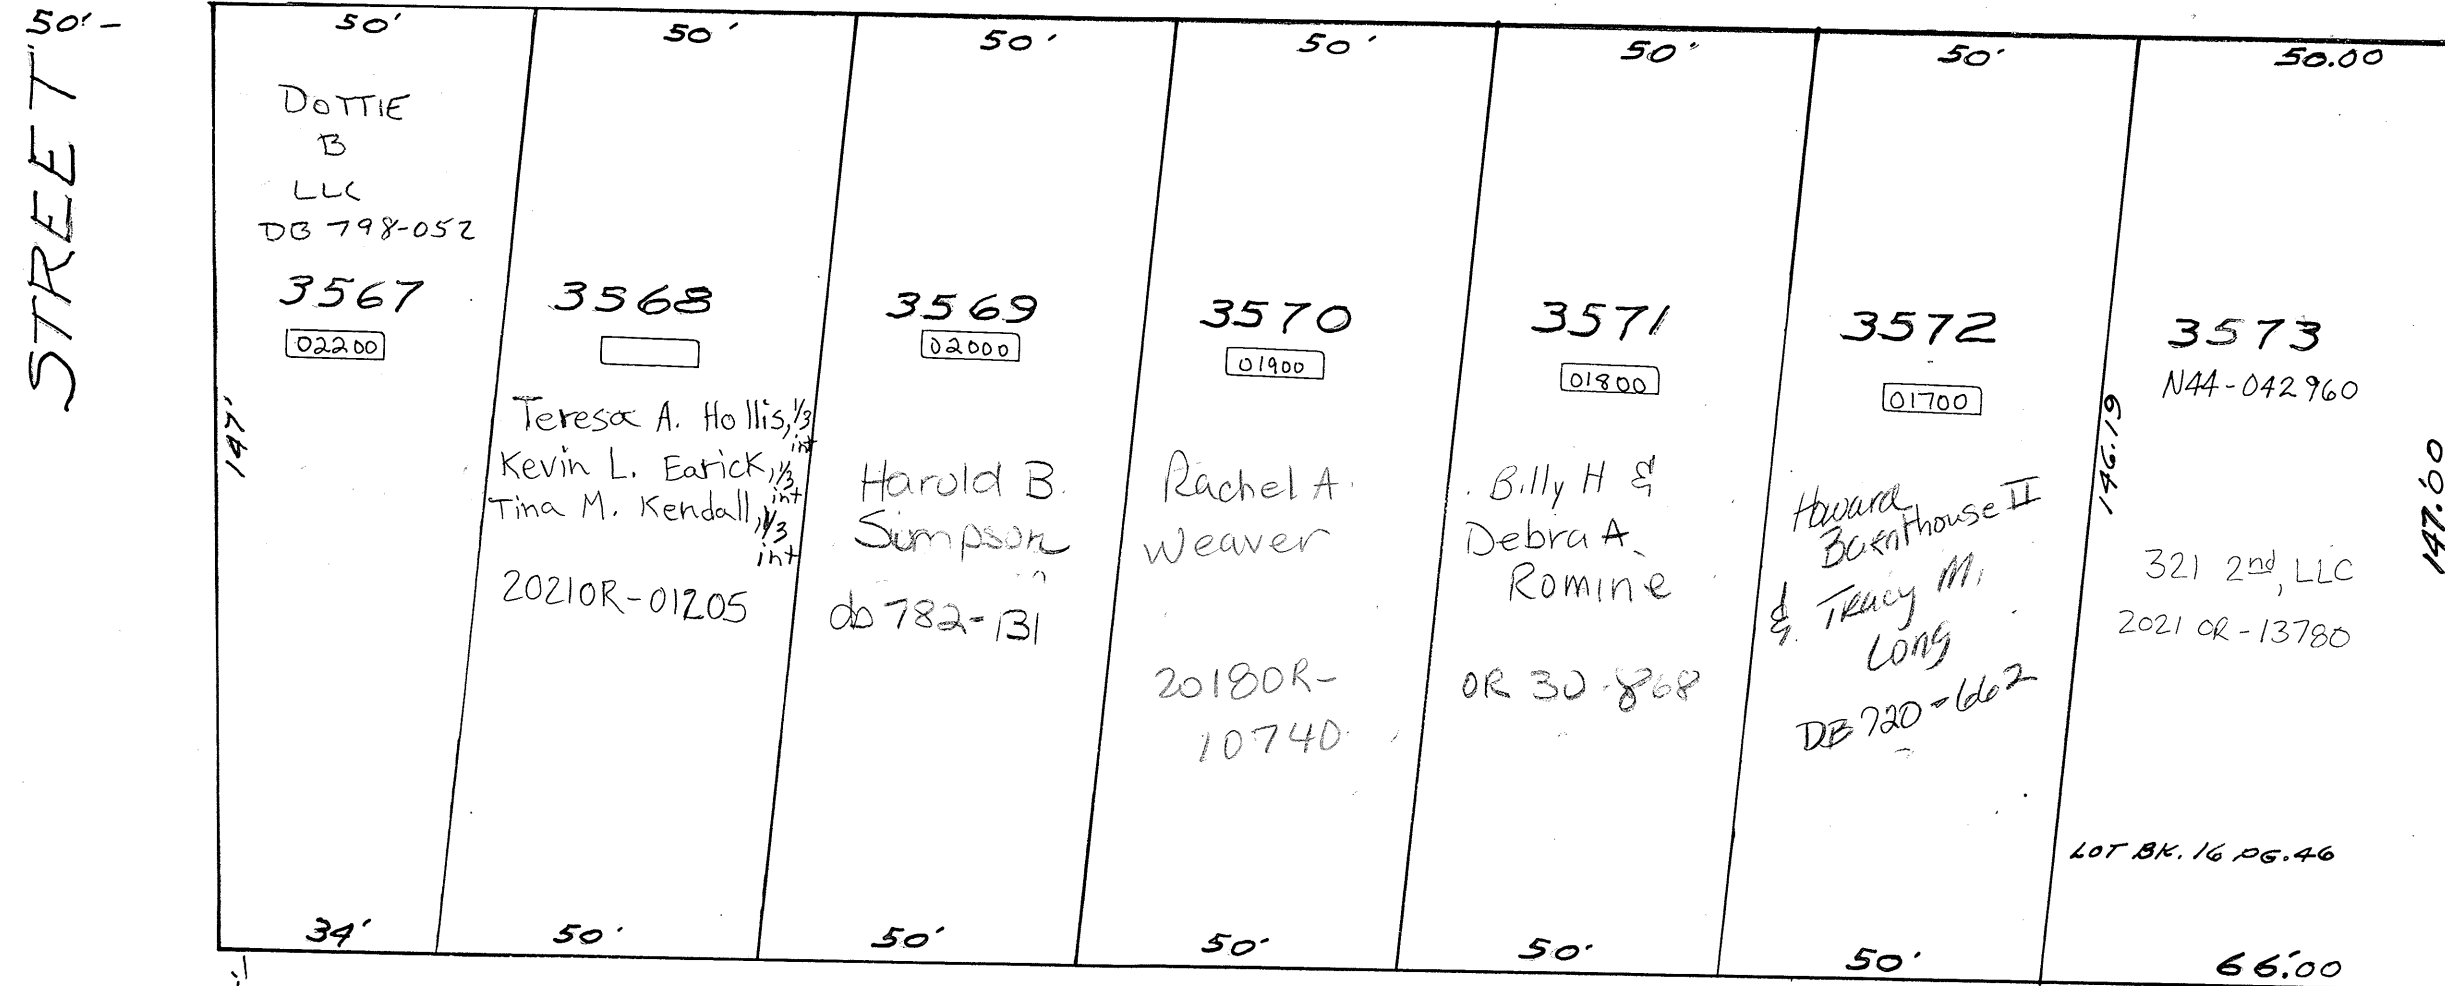 50'-
STREET
50'
50'
50'
50'
50'
50'
50.00
DOTTIE
B
LLC
DB 798-052
3567
02200
147'
34'
3568
Teresa A. Hollis, 1/3
int
Kevin L. Earick, 1/3
int
Tina M. Kendall, 1/3
int
2021OR-01205
50'
3569
02000
Harold B.
Simpson
db 782-131
50'
3570
01900
Rachel A.
Weaver
2018OR-
10740
50'
3571
01800
Billy H &
Debra A.
Romine
OR 30-868
50'
3572
01700
Howard
Barnthouse II
& Tracy M.
Long
DB 720-662
50'
3573
N44-042960
146.19
147.00
321 2nd, LLC
2021 OR-13780
LOT BK. 16 PG. 46
66.00